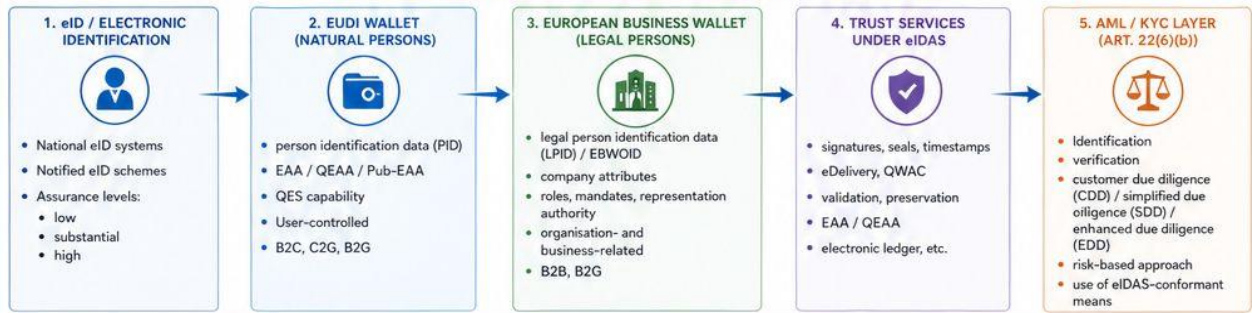 1. eID / ELECTRONIC
IDENTIFICATION
• National eID systems
• Notified eID schemes
• Assurance levels:
• low
• substantial
• high
2. EUDI WALLET
(NATURAL PERSONS)
• person identification data (PID)
• EAA / QEAA / Pub-EAA
• QES capability
• User-controlled
• B2C, C2G, B2G
3. EUROPEAN BUSINESS WALLET
(LEGAL PERSONS)
• legal person identification data
(LPID) / EBWOID
• company attributes
• roles, mandates, representation
authority
• organisation- and
business-related
• B2B, B2G
4. TRUST SERVICES
UNDER eIDAS
• signatures, seals, timestamps
• eDelivery, QWAC
• validation, preservation
• EAA / QEAA
• electronic ledger, etc.
5. AML / KYC LAYER
(ART. 22(6)(b))
• Identification
• verification
• customer due diligence
(CDD) / simplified due
oiligence (SDD) /
enhanced due diligence
(EDD)
• risk-based approach
• use of eIDAS-conformant
means